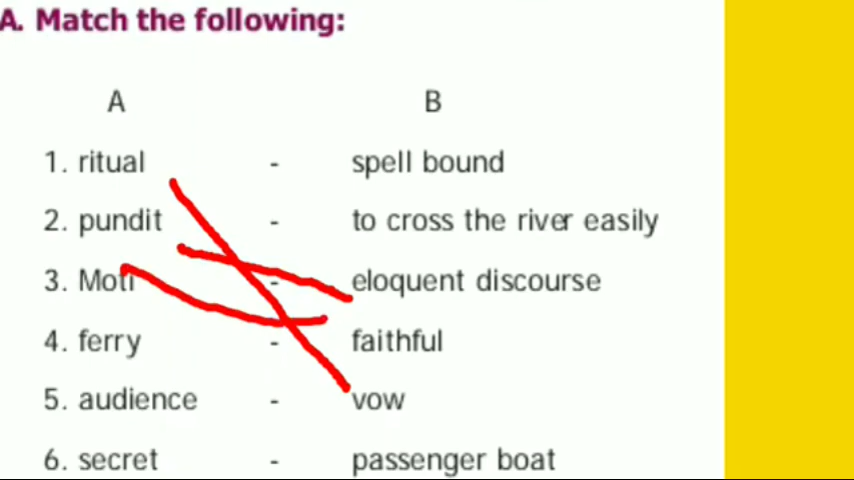 A. Match the following:
A B
1. ritual - spell bound
2. pundit - to cross the river easily
3. Moti - eloquent discourse
4. ferry - faithful
5. audience - vow
6. secret - passenger boat